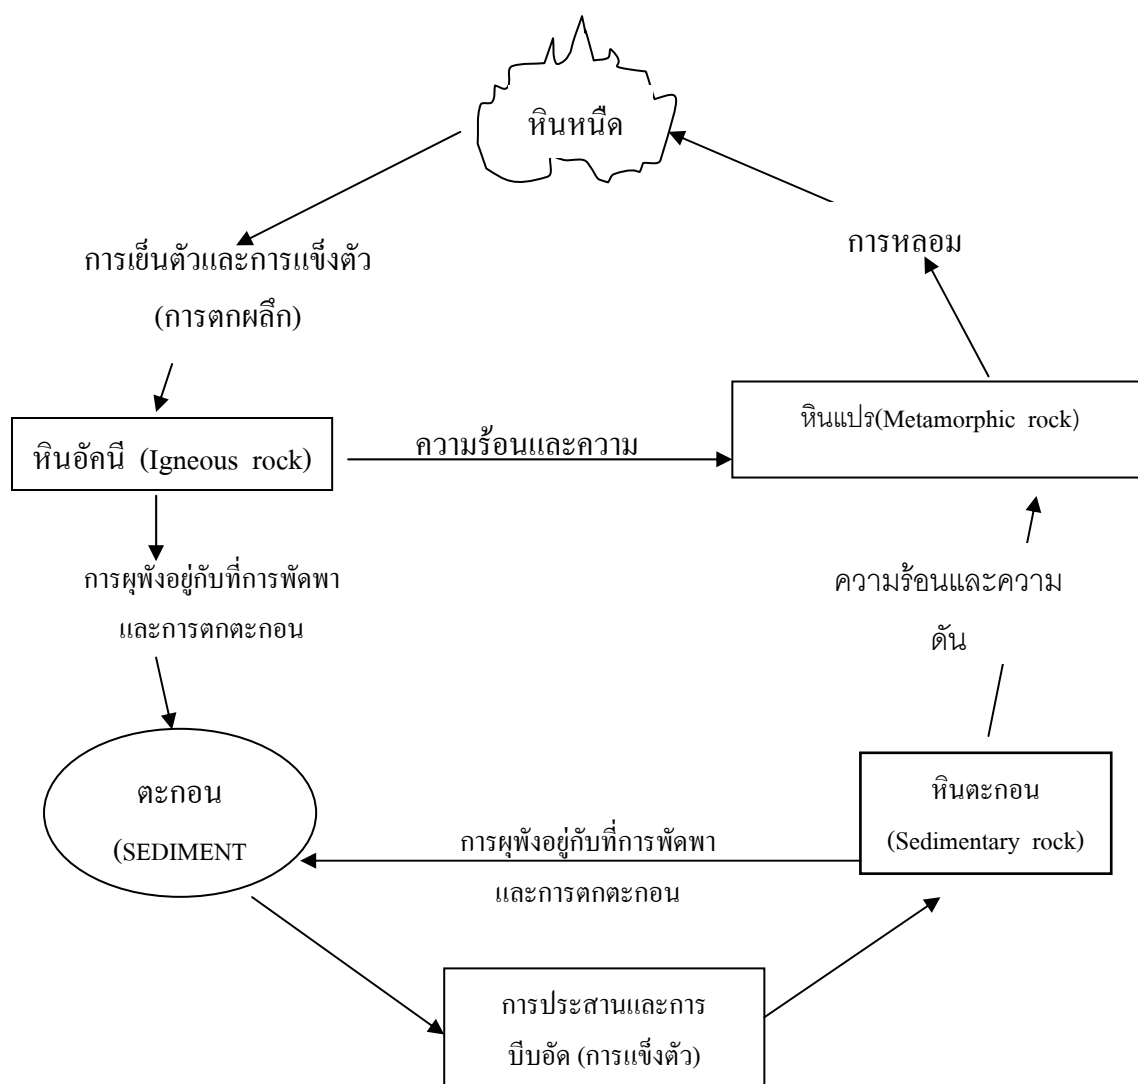 หินหนืด
การเย็นตัวและการแข็งตัว
(การตกผลึก)
การหลอม
หินอัคนี (Igneous rock)
ความร้อนและความ
หินแปร(Metamorphic rock)
การผุพังอยู่กับที่การพัดพา
และการตกตะกอน
ความร้อนและความ
ดัน
ตะกอน
(SEDIMENT
การผุพังอยู่กับที่การพัดพา
และการตกตะกอน
หินตะกอน
(Sedimentary rock)
การประสานและการ
บีบอัด (การแข็งตัว)